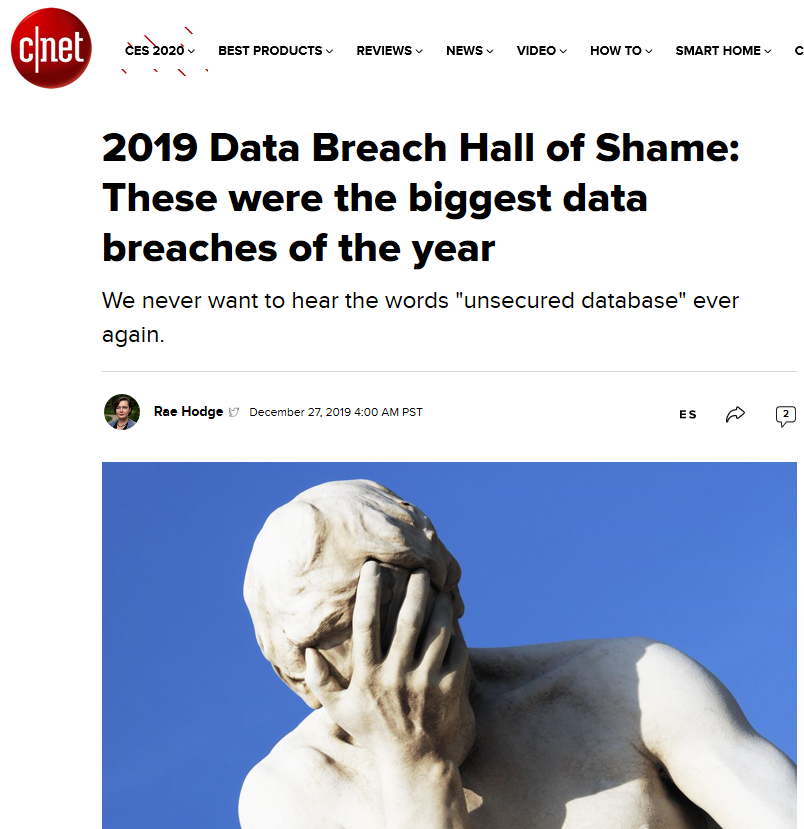 c|net
CES 2020 BEST PRODUCTS REVIEWS NEWS VIDEO HOW TO SMART HOME C
2019 Data Breach Hall of Shame:
These were the biggest data
breaches of the year
We never want to hear the words "unsecured database" ever
again.
Rae Hodge December 27, 2019 4:00 AM PST
ES 2